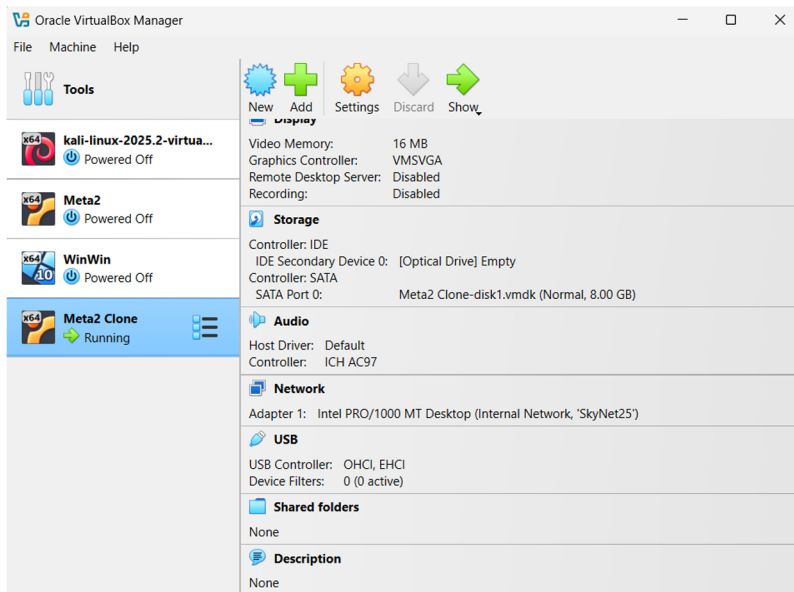 Oracle VirtualBox Manager
File Machine Help
Tools
New Add Settings Discard Show
x64
kali-linux-2025.2-virtua...
Powered Off
x64
Meta2
Powered Off
x64
10
WinWin
Powered Off
x64
Meta2 Clone
Running
Display
Video Memory: 16 MB
Graphics Controller: VMSVGA
Remote Desktop Server: Disabled
Recording: Disabled
Storage
Controller: IDE
IDE Secondary Device 0: [Optical Drive] Empty
Controller: SATA
SATA Port 0: Meta2 Clone-disk1.vmdk (Normal, 8.00 GB)
Audio
Host Driver: Default
Controller: ICH AC97
Network
Adapter 1: Intel PRO/1000 MT Desktop (Internal Network, 'SkyNet25')
USB
USB Controller: OHCI, EHCI
Device Filters: 0 (0 active)
Shared folders
None
Description
None